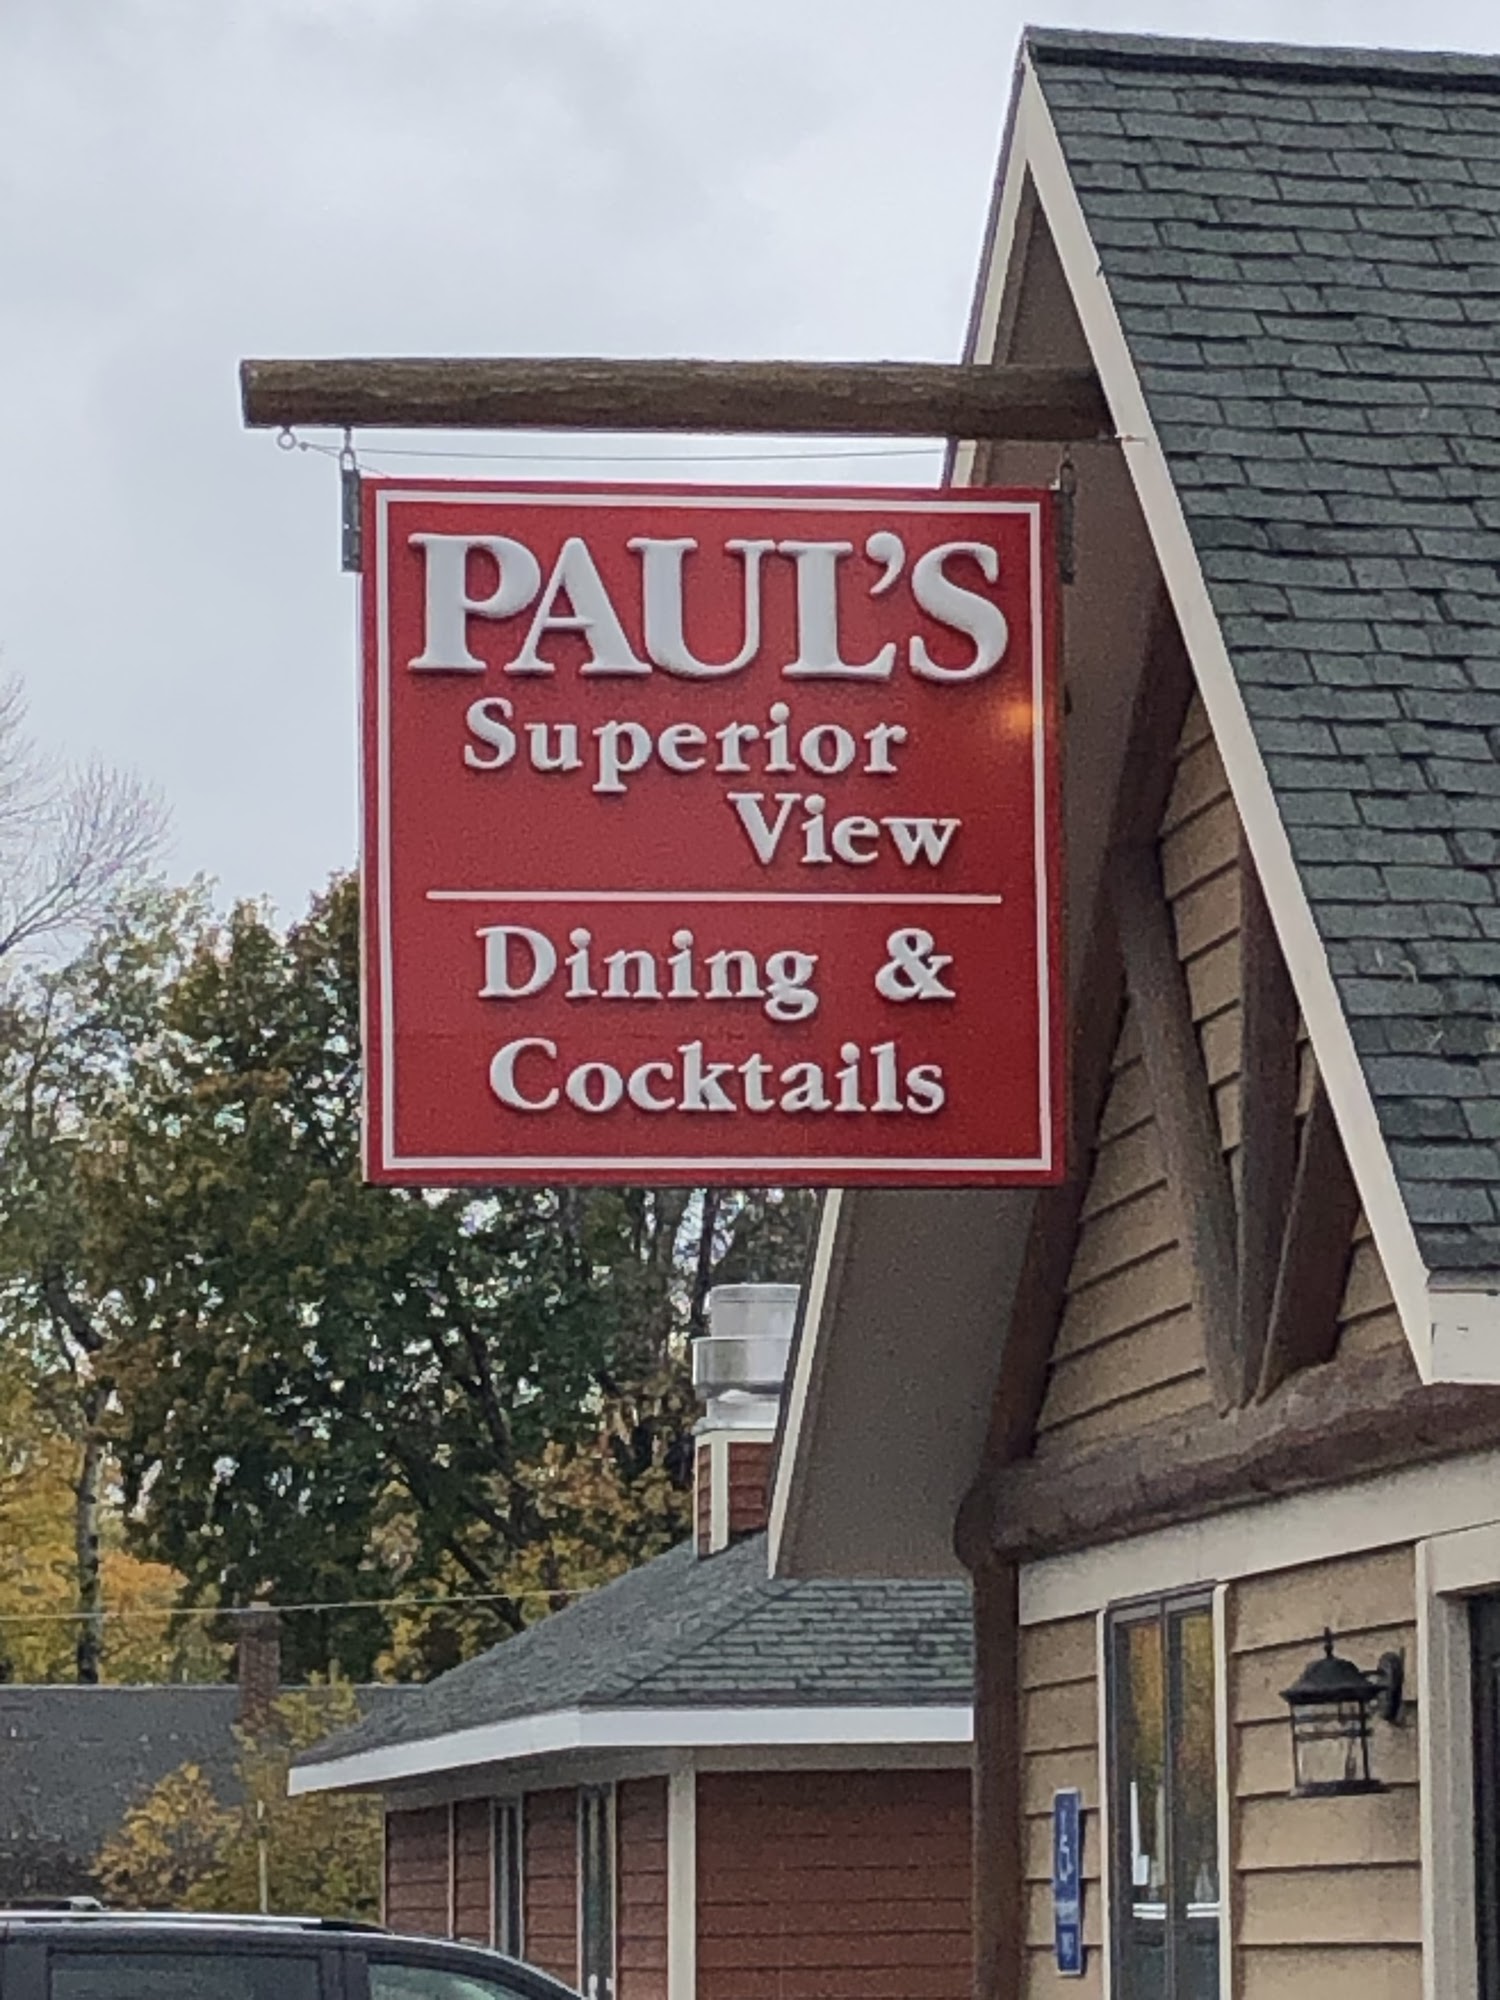 PAUL'S
Superior
View
Dining &
Cocktails